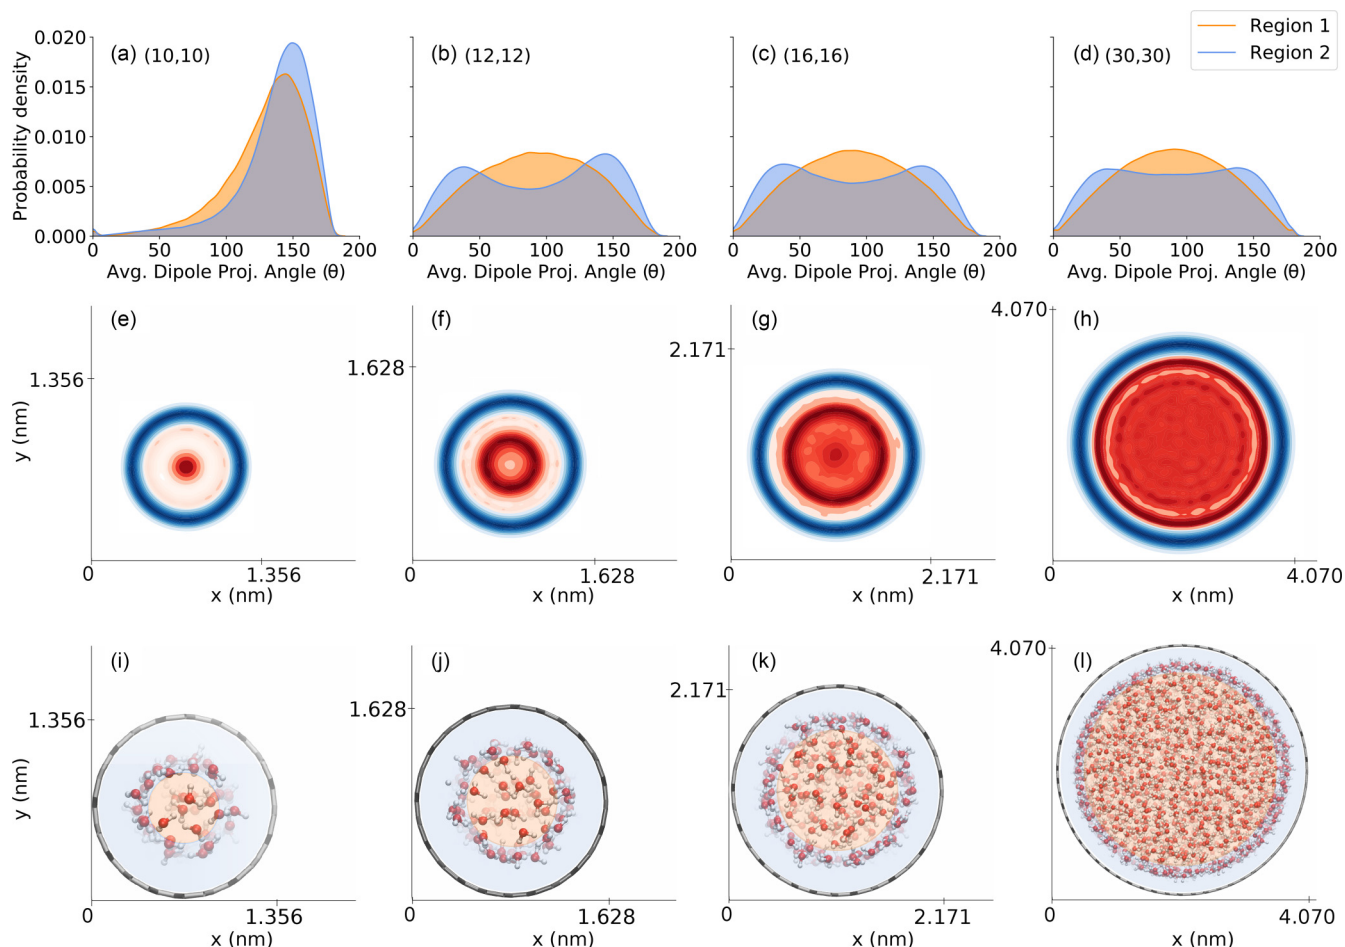 Region 1
Region 2
Probability density
0.020
0.015
0.010
0.005
0.000
(a) (10,10)
0 50 100 150 200
Avg. Dipole Proj. Angle (θ)
(b) (12,12)
0 50 100 150 200
Avg. Dipole Proj. Angle (θ)
(c) (16,16)
0 50 100 150 200
Avg. Dipole Proj. Angle (θ)
(d) (30,30)
0 50 100 150 200
Avg. Dipole Proj. Angle (θ)
y (nm)
(e)
1.356
0 1.356
x (nm)
(f)
1.628
0 1.628
x (nm)
(g)
2.171
0 2.171
x (nm)
(h)
4.070
0 4.070
x (nm)
y (nm)
(i)
1.356
0 1.356
x (nm)
(j)
1.628
0 1.628
x (nm)
(k)
2.171
0 2.171
x (nm)
(l)
4.070
0 4.070
x (nm)